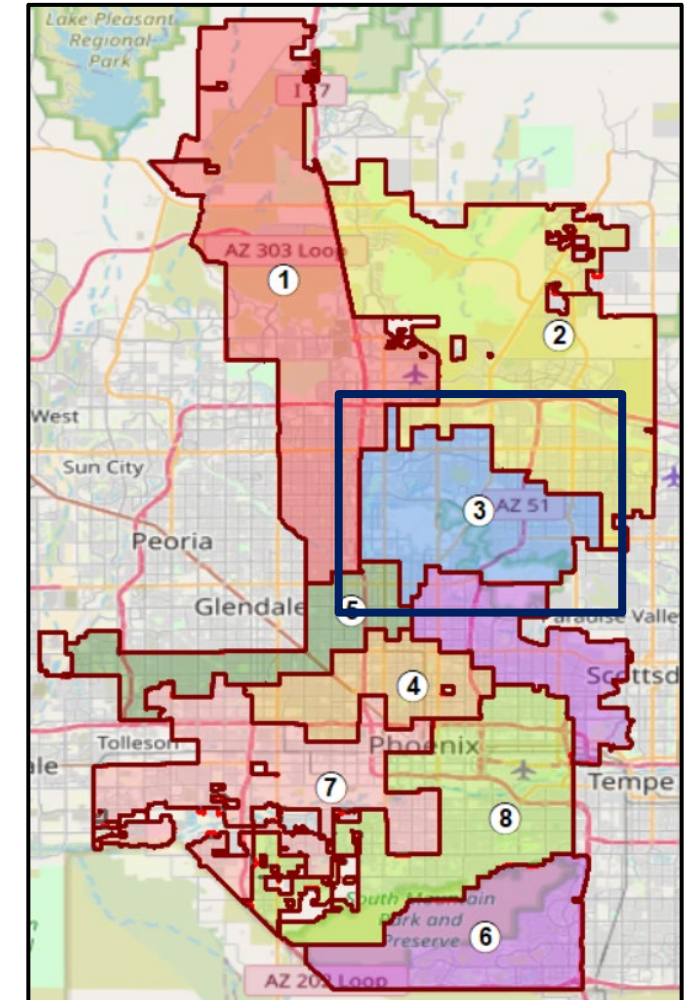 Lake Pleasant
Regional
Park
I 17
AZ 303 Loop
1
2
West
Sun City
3
AZ 51
Peoria
Glendale
5
Paradise Valle
Scottsd
4
Tolleson
Phoenix
ale
7
Tempe
8
South Mountain
Park and
Preserve
6
AZ 202 Loop